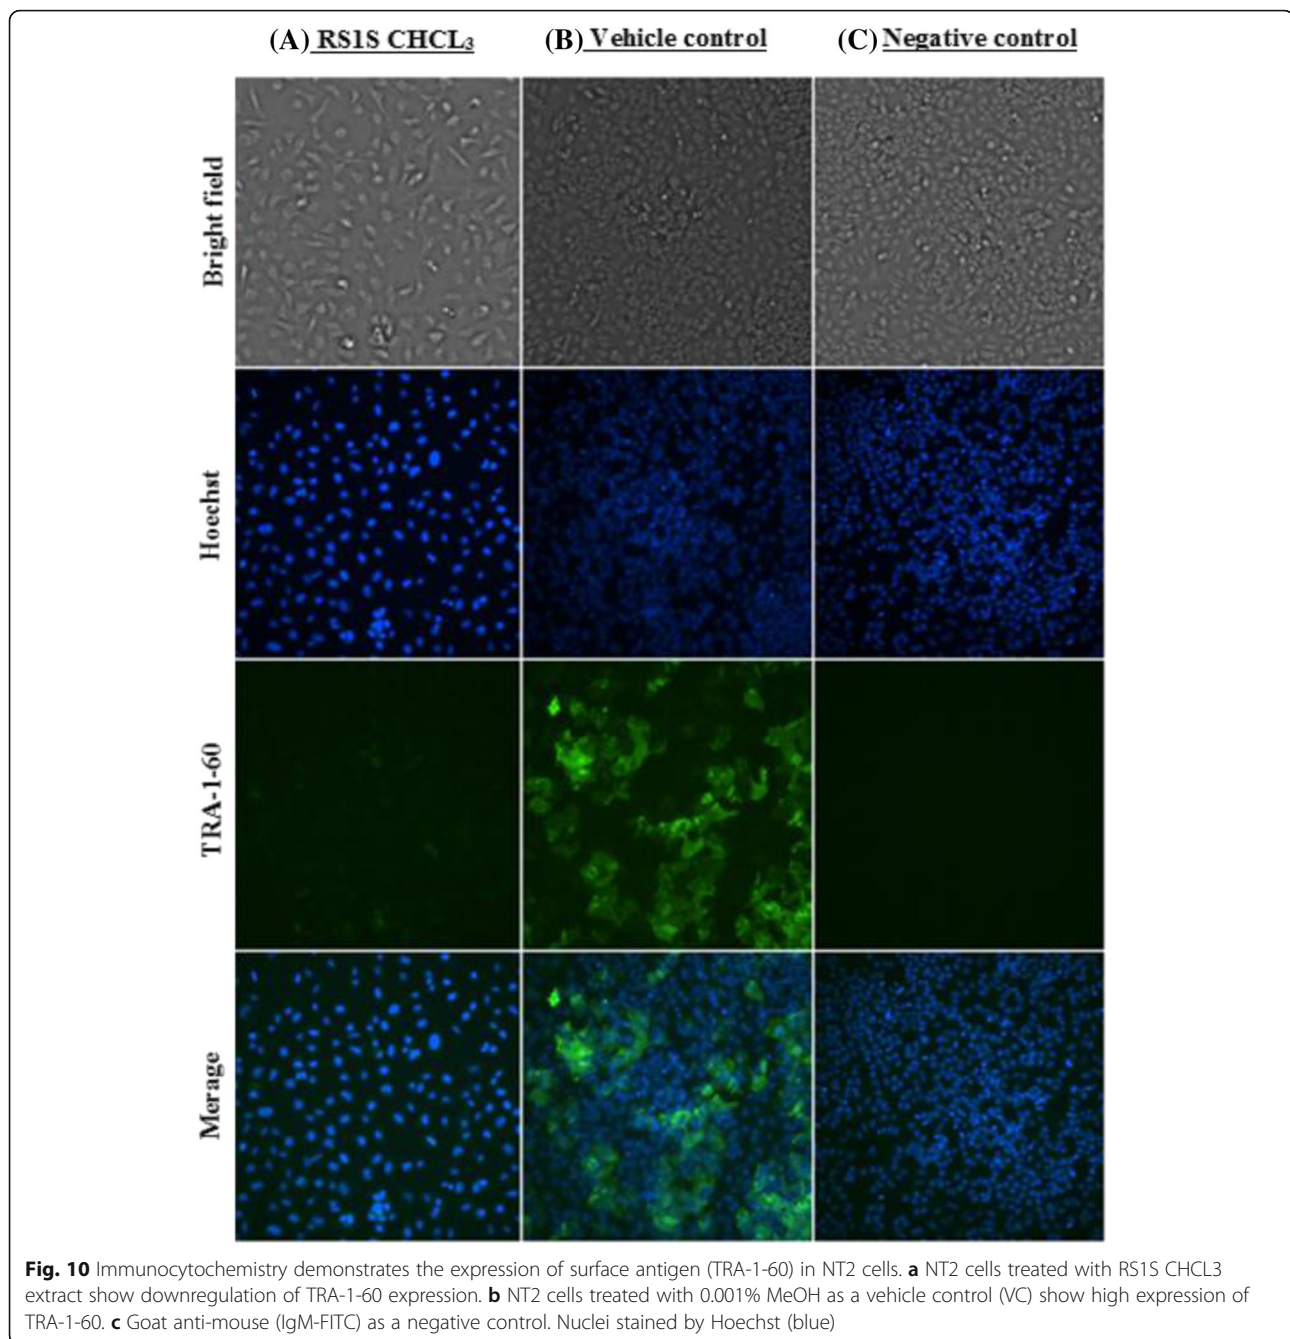 (A) RS1S CHCL₃ (B) Vehicle control (C) Negative control
Bright field
Hoechst
TRA-1-60
Merage
Fig. 10 Immunocytochemistry demonstrates the expression of surface antigen (TRA-1-60) in NT2 cells. a NT2 cells treated with RS1S CHCL3
extract show downregulation of TRA-1-60 expression. b NT2 cells treated with 0.001% MeOH as a vehicle control (VC) show high expression of
TRA-1-60. c Goat anti-mouse (IgM-FITC) as a negative control. Nuclei stained by Hoechst (blue)